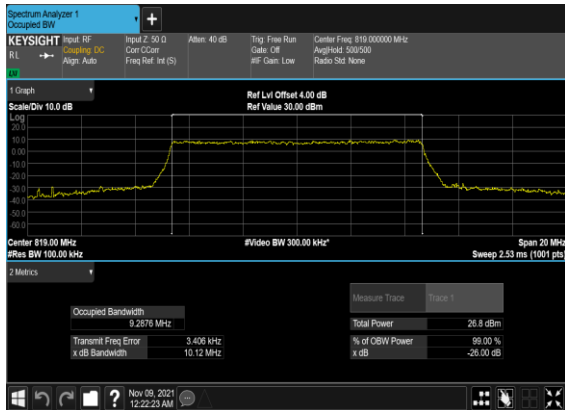 Spectrum Analyzer 1
Occupied BW
KEYSIGHT
RL
Input: RF
Coupling: DC
Align: Auto
Input Z: 50 Ω
Corr CCorr
Freq Ref: Int (S)
Atten: 40 dB
Trig: Free Run
Gate: Off
#IF Gain: Low
Center Freq: 819.000000 MHz
Avg|Hold: 500/500
Radio Std: None
1 Graph
Scale/Div 10.0 dB
Ref Lvl Offset 4.00 dB
Ref Value 30.00 dBm
Log
20.0
10.0
0.00
-10.0
-20.0
-30.0
-40.0
-50.0
-60.0
Center 819.00 MHz
#Res BW 100.00 kHz
#Video BW 300.00 kHz*
Span 20 MHz
Sweep 2.53 ms (1001 pts)
2 Metrics
Measure Trace Trace 1
Occupied Bandwidth
9.2876 MHz
Total Power 26.8 dBm
Transmit Freq Error 3.406 kHz
% of OBW Power 99.00 %
x dB Bandwidth 10.12 MHz
x dB -26.00 dB
Nov 09, 2021
12:22:23 AM